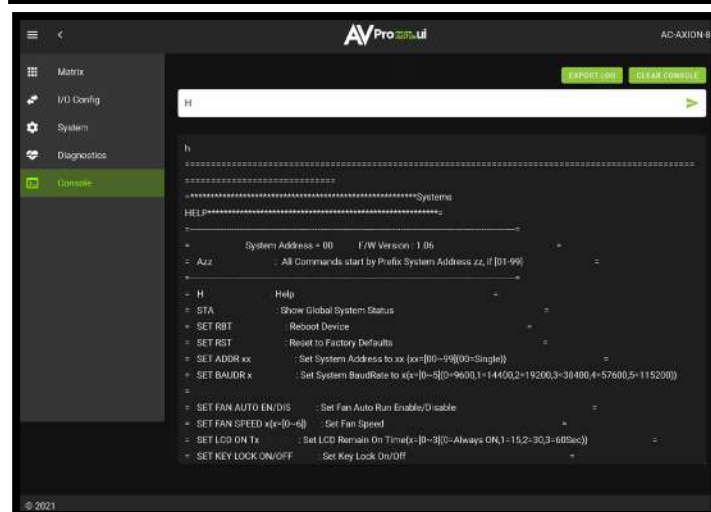 AVPro .ui
AC-AXION-8
Matrix
I/O Config
System
Diagnostics
Console
EXPORT LOG
CLEAR CONSOLE
H
h
=****Systems
HELP****=
= System Address = 00 F/W Version : 1.06 =
= Azz : All Commands start by Prefix System Address zz, if [01-99] =
= H : Help =
= STA : Show Global System Status =
= SET RBT : Reboot Device =
= SET RST : Reset to Factory Defaults =
= SET ADDR xx : Set System Address to xx {xx=[00~99](00=Single)} =
= SET BAUDR x : Set System BaudRate to x{x=[0~5](0=9600,1=14400,2=19200,3=38400,4=57600,5=115200)}
=
= SET FAN AUTO EN/DIS : Set Fan Auto Run Enable/Disable =
= SET FAN SPEED x{x=[0~6]} : Set Fan Speed =
= SET LCD ON Tx : Set LCD Remain On Time{x=[0~3](0=Always ON,1=15,2=30,3=60Sec)} =
= SET KEY LOCK ON/OFF : Set Key Lock On/Off =
© 2021